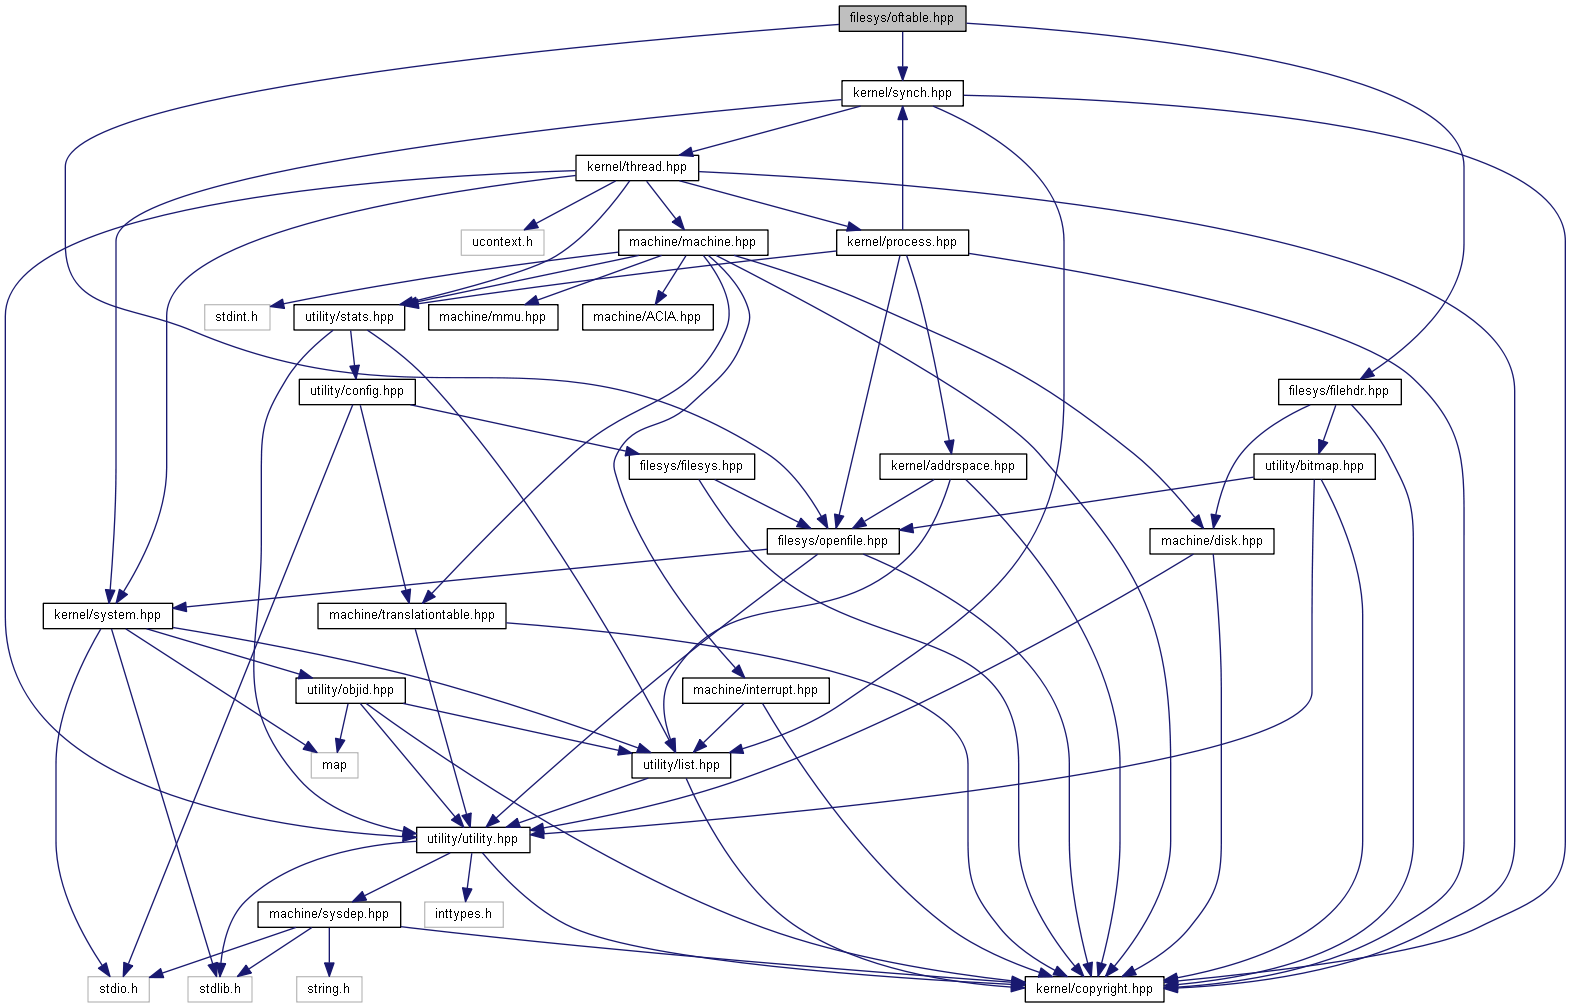 filesys/oftable.hpp
kernel/synch.hpp
kernel/thread.hpp
ucontext.h
machine/machine.hpp
kernel/process.hpp
stdint.h
utility/stats.hpp
machine/mmu.hpp
machine/ACIA.hpp
utility/config.hpp
filesys/filehdr.hpp
filesys/filesys.hpp
kernel/addrspace.hpp
utility/bitmap.hpp
filesys/openfile.hpp
machine/disk.hpp
kernel/system.hpp
machine/translationtable.hpp
utility/objid.hpp
machine/interrupt.hpp
map
utility/list.hpp
utility/utility.hpp
machine/sysdep.hpp
inttypes.h
stdio.h
stdlib.h
string.h
kernel/copyright.hpp